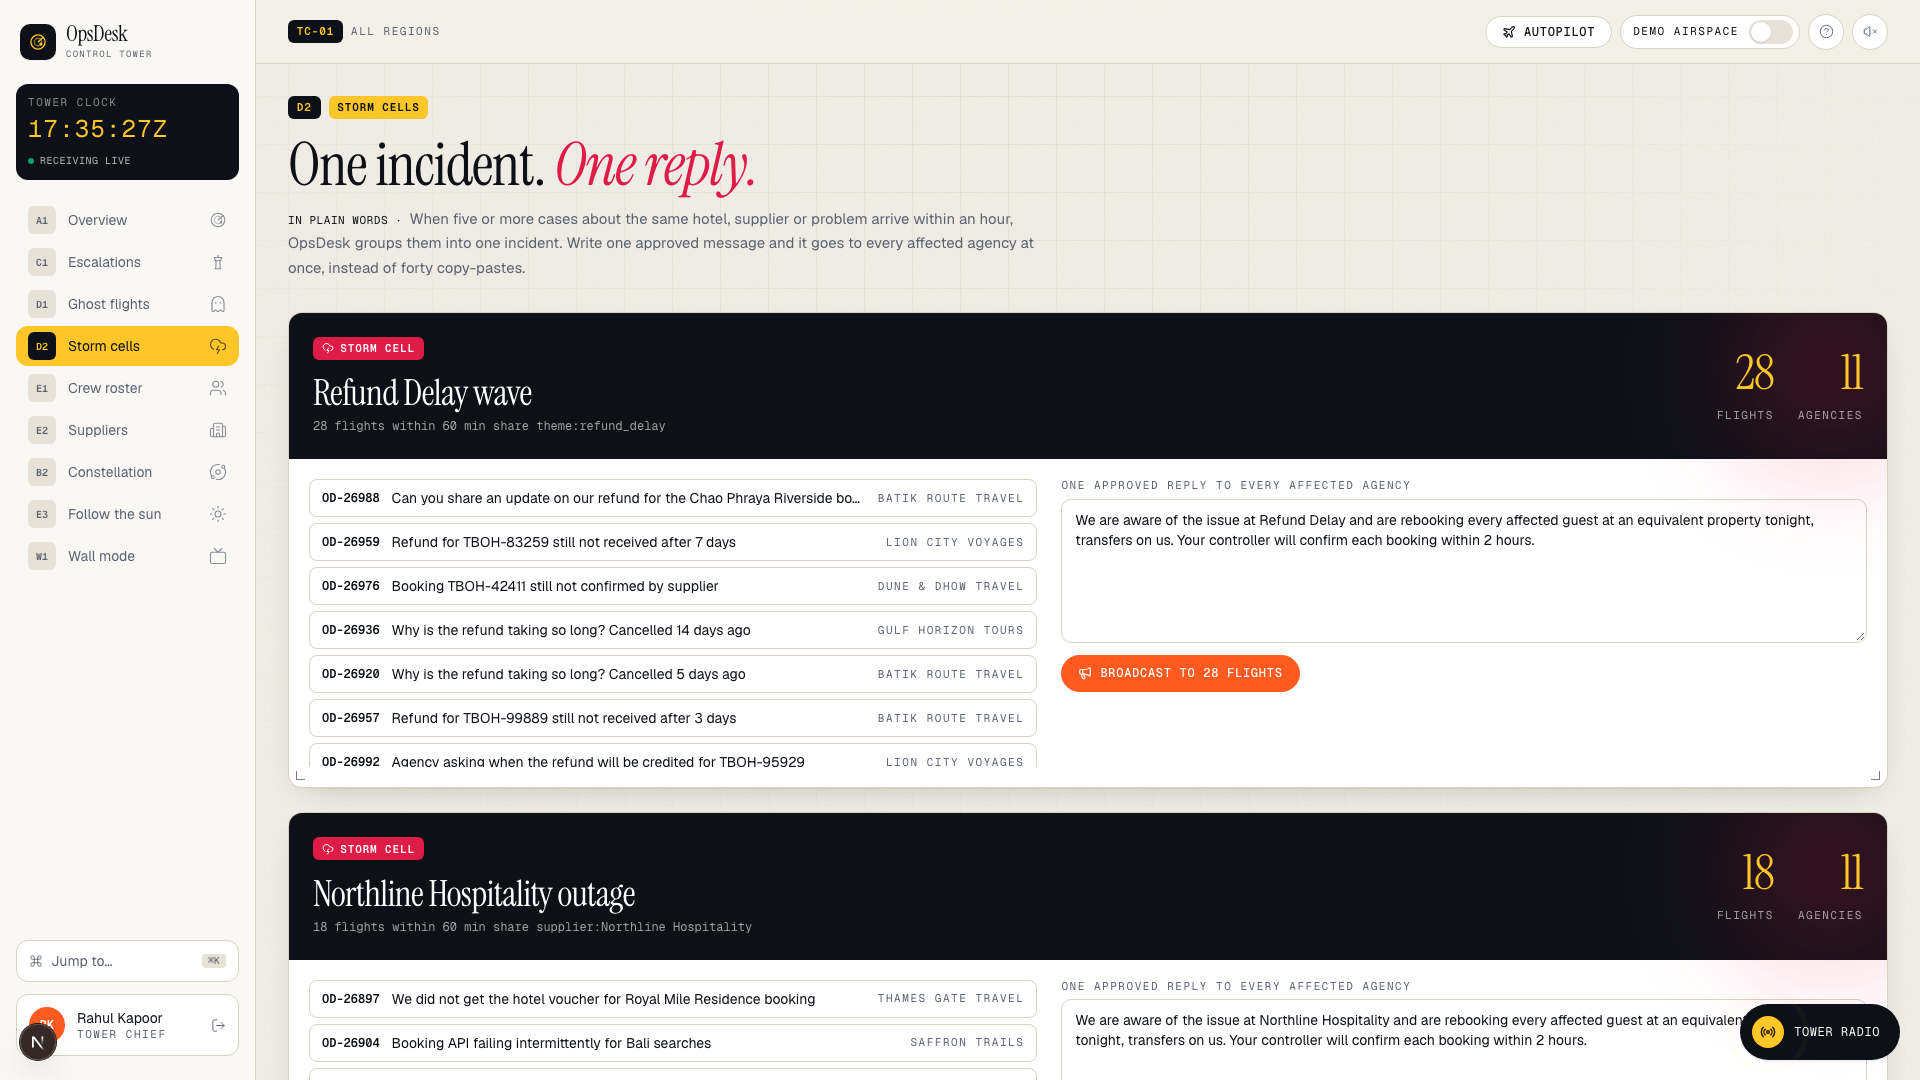 OpsDesk
CONTROL TOWER
TOWER CLOCK
17:35:27Z
RECEIVING LIVE
A1 Overview
C1 Escalations
D1 Ghost flights
D2 Storm cells
E1 Crew roster
E2 Suppliers
B2 Constellation
E3 Follow the sun
W1 Wall mode
⌘ Jump to… ⌘K
Rahul Kapoor
TOWER CHIEF
N
TC-01 ALL REGIONS
AUTOPILOT
DEMO AIRSPACE
D2 STORM CELLS
One incident. One reply.
IN PLAIN WORDS · When five or more cases about the same hotel, supplier or problem arrive within an hour,
OpsDesk groups them into one incident. Write one approved message and it goes to every affected agency at
once, instead of forty copy-pastes.
STORM CELL
Refund Delay wave
28 flights within 60 min share theme:refund_delay
28 FLIGHTS
11 AGENCIES
OD-26988 Can you share an update on our refund for the Chao Phraya Riverside bo… BATIK ROUTE TRAVEL
OD-26959 Refund for TBOH-83259 still not received after 7 days LION CITY VOYAGES
OD-26976 Booking TBOH-42411 still not confirmed by supplier DUNE & DHOW TRAVEL
OD-26936 Why is the refund taking so long? Cancelled 14 days ago GULF HORIZON TOURS
OD-26920 Why is the refund taking so long? Cancelled 5 days ago BATIK ROUTE TRAVEL
OD-26957 Refund for TBOH-99889 still not received after 3 days BATIK ROUTE TRAVEL
OD-26992 Agency asking when the refund will be credited for TBOH-95929 LION CITY VOYAGES
ONE APPROVED REPLY TO EVERY AFFECTED AGENCY
We are aware of the issue at Refund Delay and are rebooking every affected guest at an equivalent property tonight,
transfers on us. Your controller will confirm each booking within 2 hours.
BROADCAST TO 28 FLIGHTS
STORM CELL
Northline Hospitality outage
18 flights within 60 min share supplier:Northline Hospitality
18 FLIGHTS
11 AGENCIES
OD-26897 We did not get the hotel voucher for Royal Mile Residence booking THAMES GATE TRAVEL
OD-26904 Booking API failing intermittently for Bali searches SAFFRON TRAILS
ONE APPROVED REPLY TO EVERY AFFECTED AGENCY
We are aware of the issue at Northline Hospitality and are rebooking every affected guest at an equivalent
tonight, transfers on us. Your controller will confirm each booking within 2 hours.
TOWER RADIO